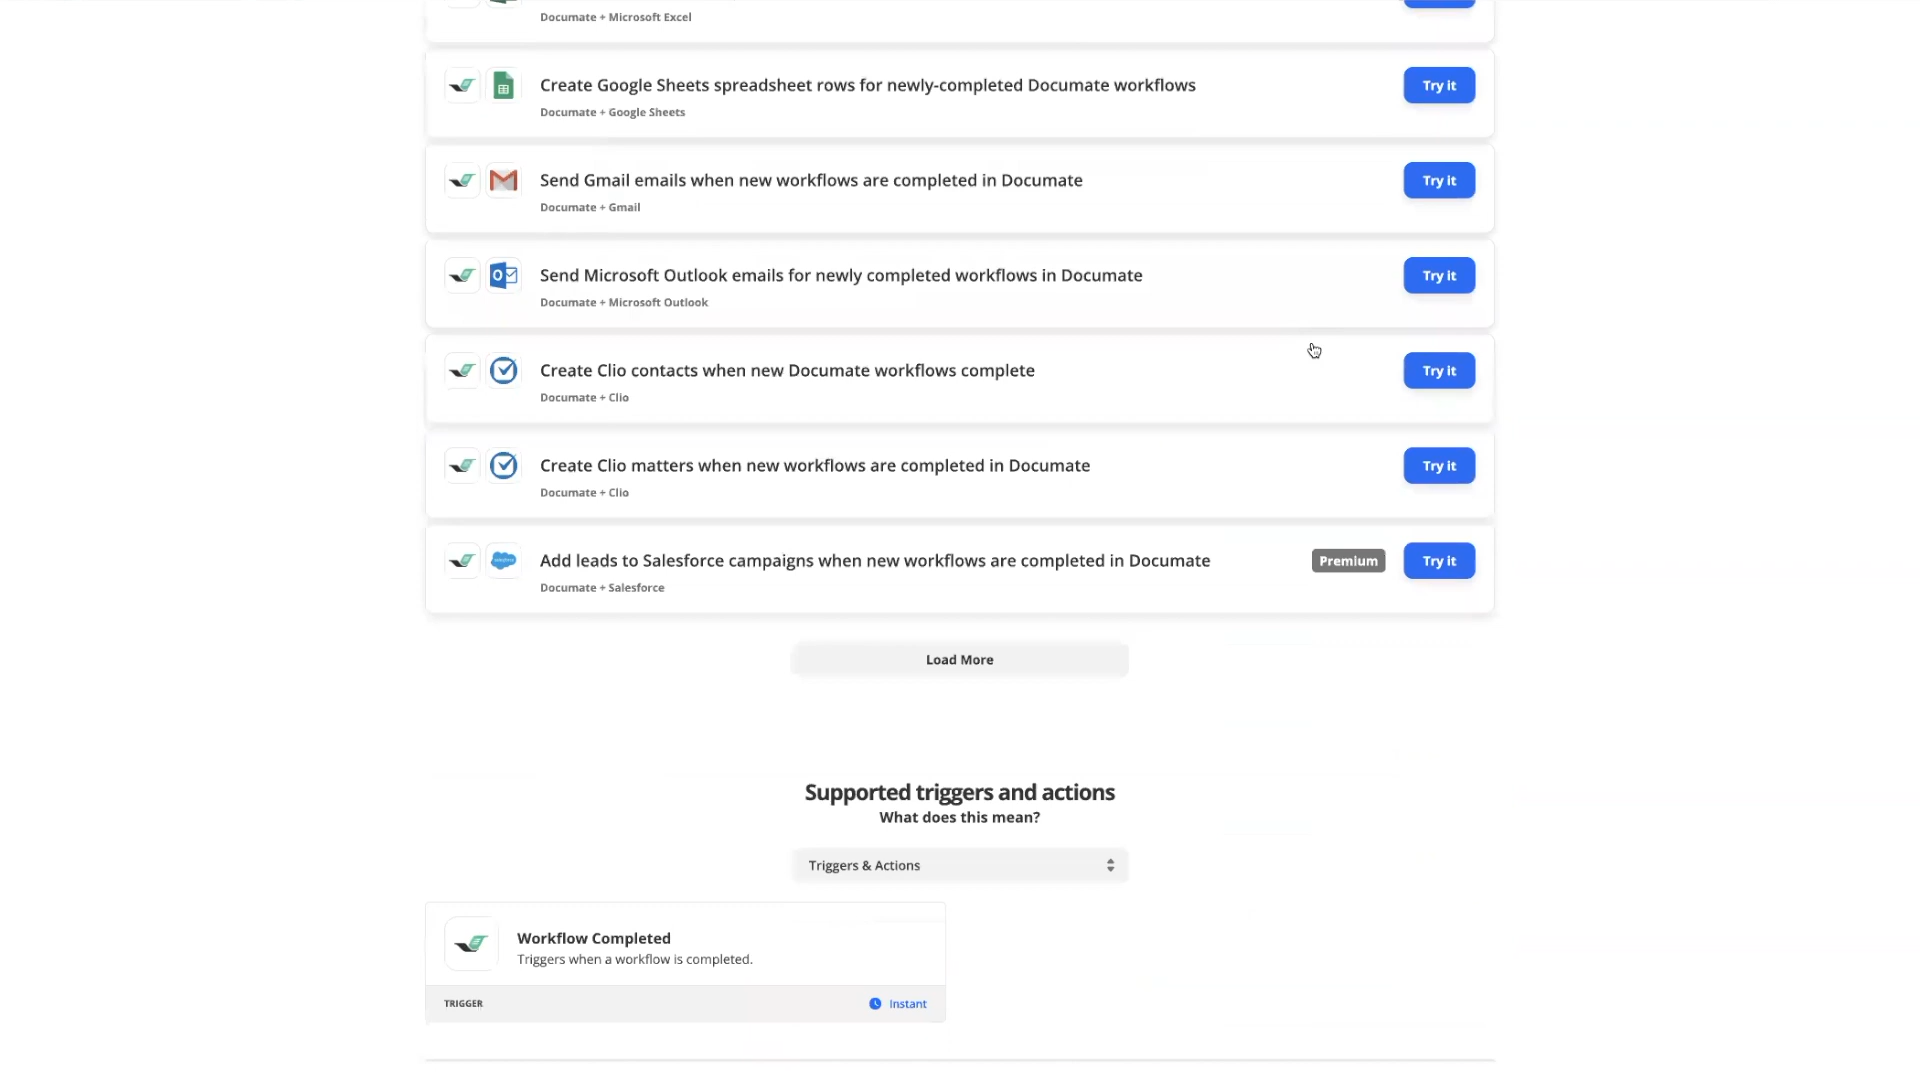 Documate + Microsoft Excel
Create Google Sheets spreadsheet rows for newly-completed Documate workflows
Try it
Documate + Google Sheets
Send Gmail emails when new workflows are completed in Documate
Try it
Documate + Gmail
Send Microsoft Outlook emails for newly completed workflows in Documate
Try it
Documate + Microsoft Outlook
Create Clio contacts when new Documate workflows complete
Try it
Documate + Clio
Create Clio matters when new workflows are completed in Documate
Try it
Documate + Clio
Add leads to Salesforce campaigns when new workflows are completed in Documate
Premium
Try it
Documate + Salesforce
Load More
Supported triggers and actions
What does this mean?
Triggers & Actions
Workflow Completed
Triggers when a workflow is completed.
TRIGGER
Instant